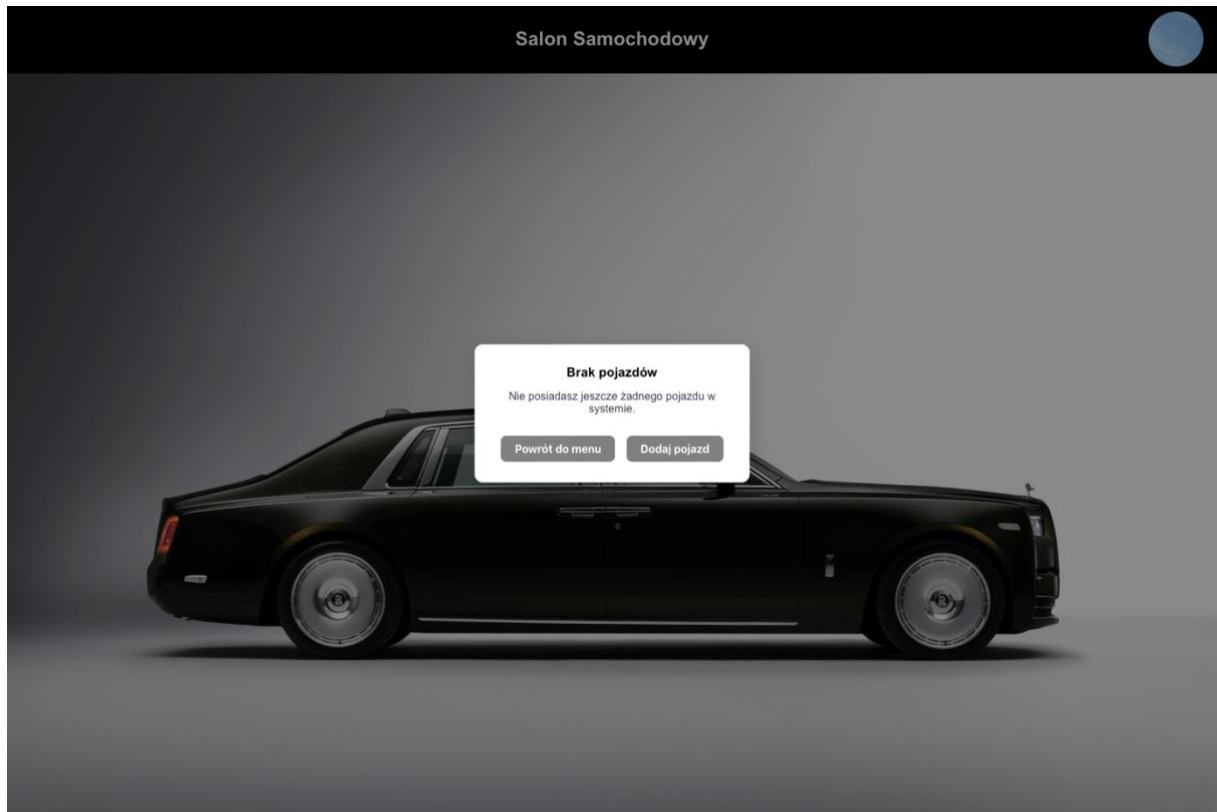 Salon Samochodowy
Brak pojazdów
Nie posiadasz jeszcze żadnego pojazdu w
systemie.
Powrót do menu
Dodaj pojazd